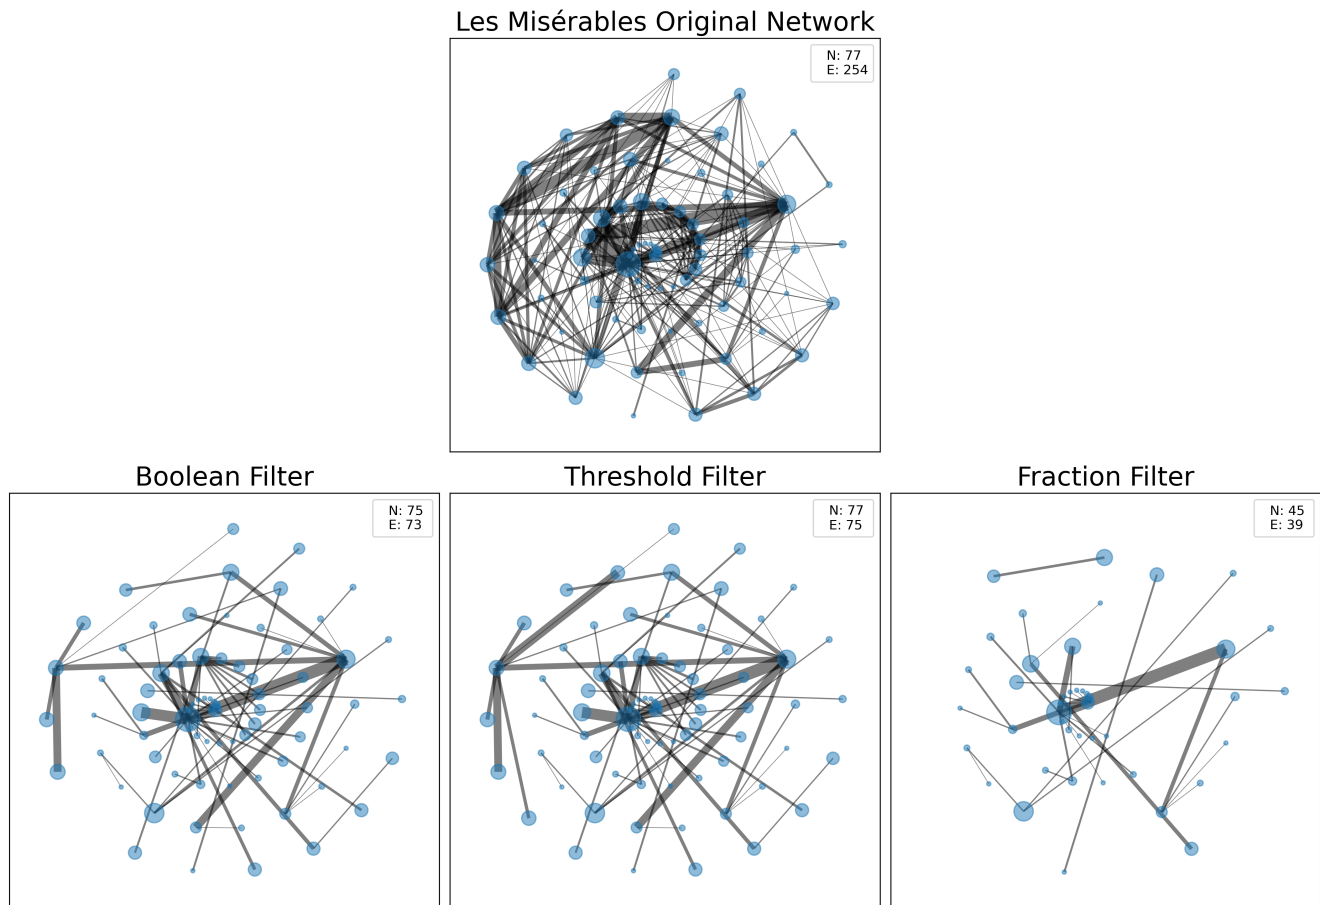 Les Misérables Original Network
N: 77
E: 254
Boolean Filter
N: 75
E: 73
Threshold Filter
N: 77
E: 75
Fraction Filter
N: 45
E: 39